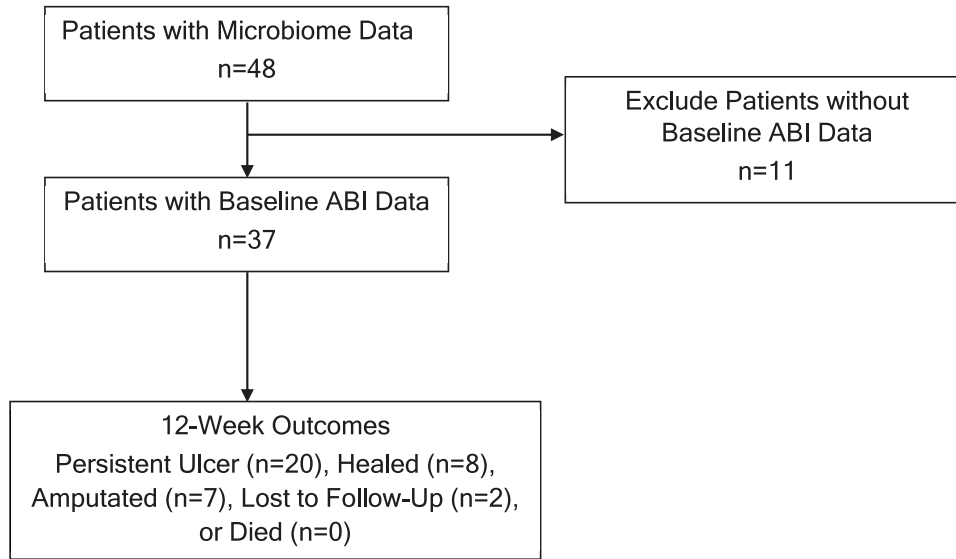 Patients with Microbiome Data
n=48
Exclude Patients without
Baseline ABI Data
n=11
Patients with Baseline ABI Data
n=37
12-Week Outcomes
Persistent Ulcer (n=20), Healed (n=8),
Amputated (n=7), Lost to Follow-Up (n=2),
or Died (n=0)